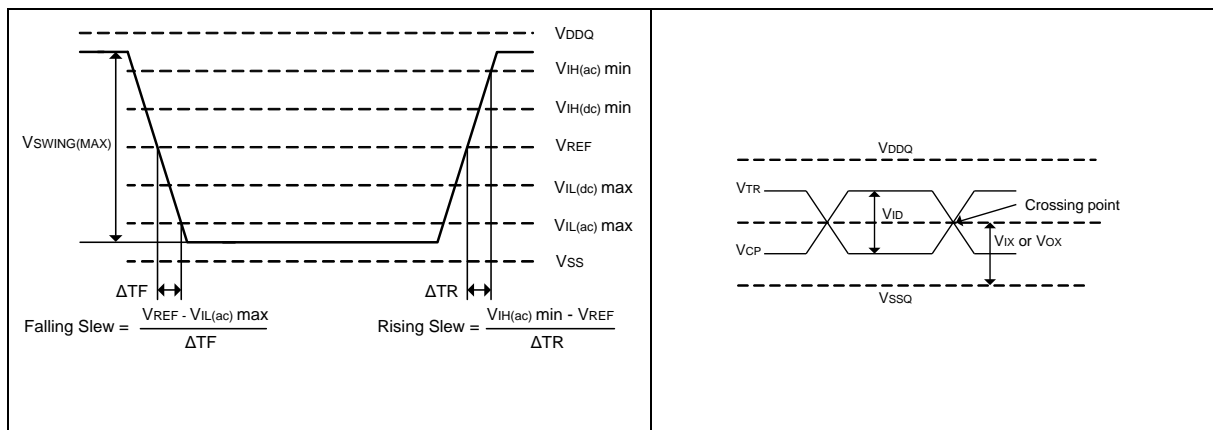 VDDQ
VIH(ac) min
VIH(dc) min
VSWING(MAX)
VREF
VIL(dc) max
VIL(ac) max
VSS
ΔTF
ΔTR
Falling Slew = VREF - VIL(ac) max
ΔTF
Rising Slew = VIH(ac) min - VREF
ΔTR
VDDQ
VTR
VID
Crossing point
VCP
VIX or VOX
VSSQ